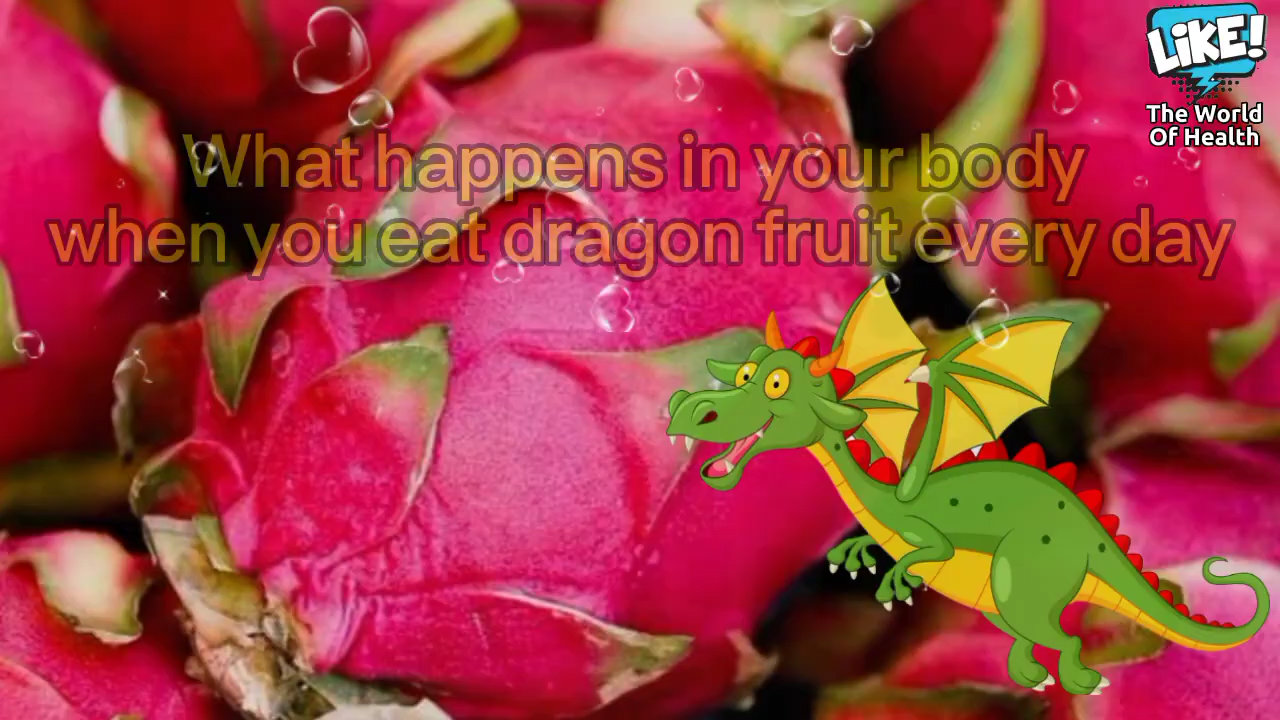 LiKE!
The World
Of Health
What happens in your body
when you eat dragon fruit every day